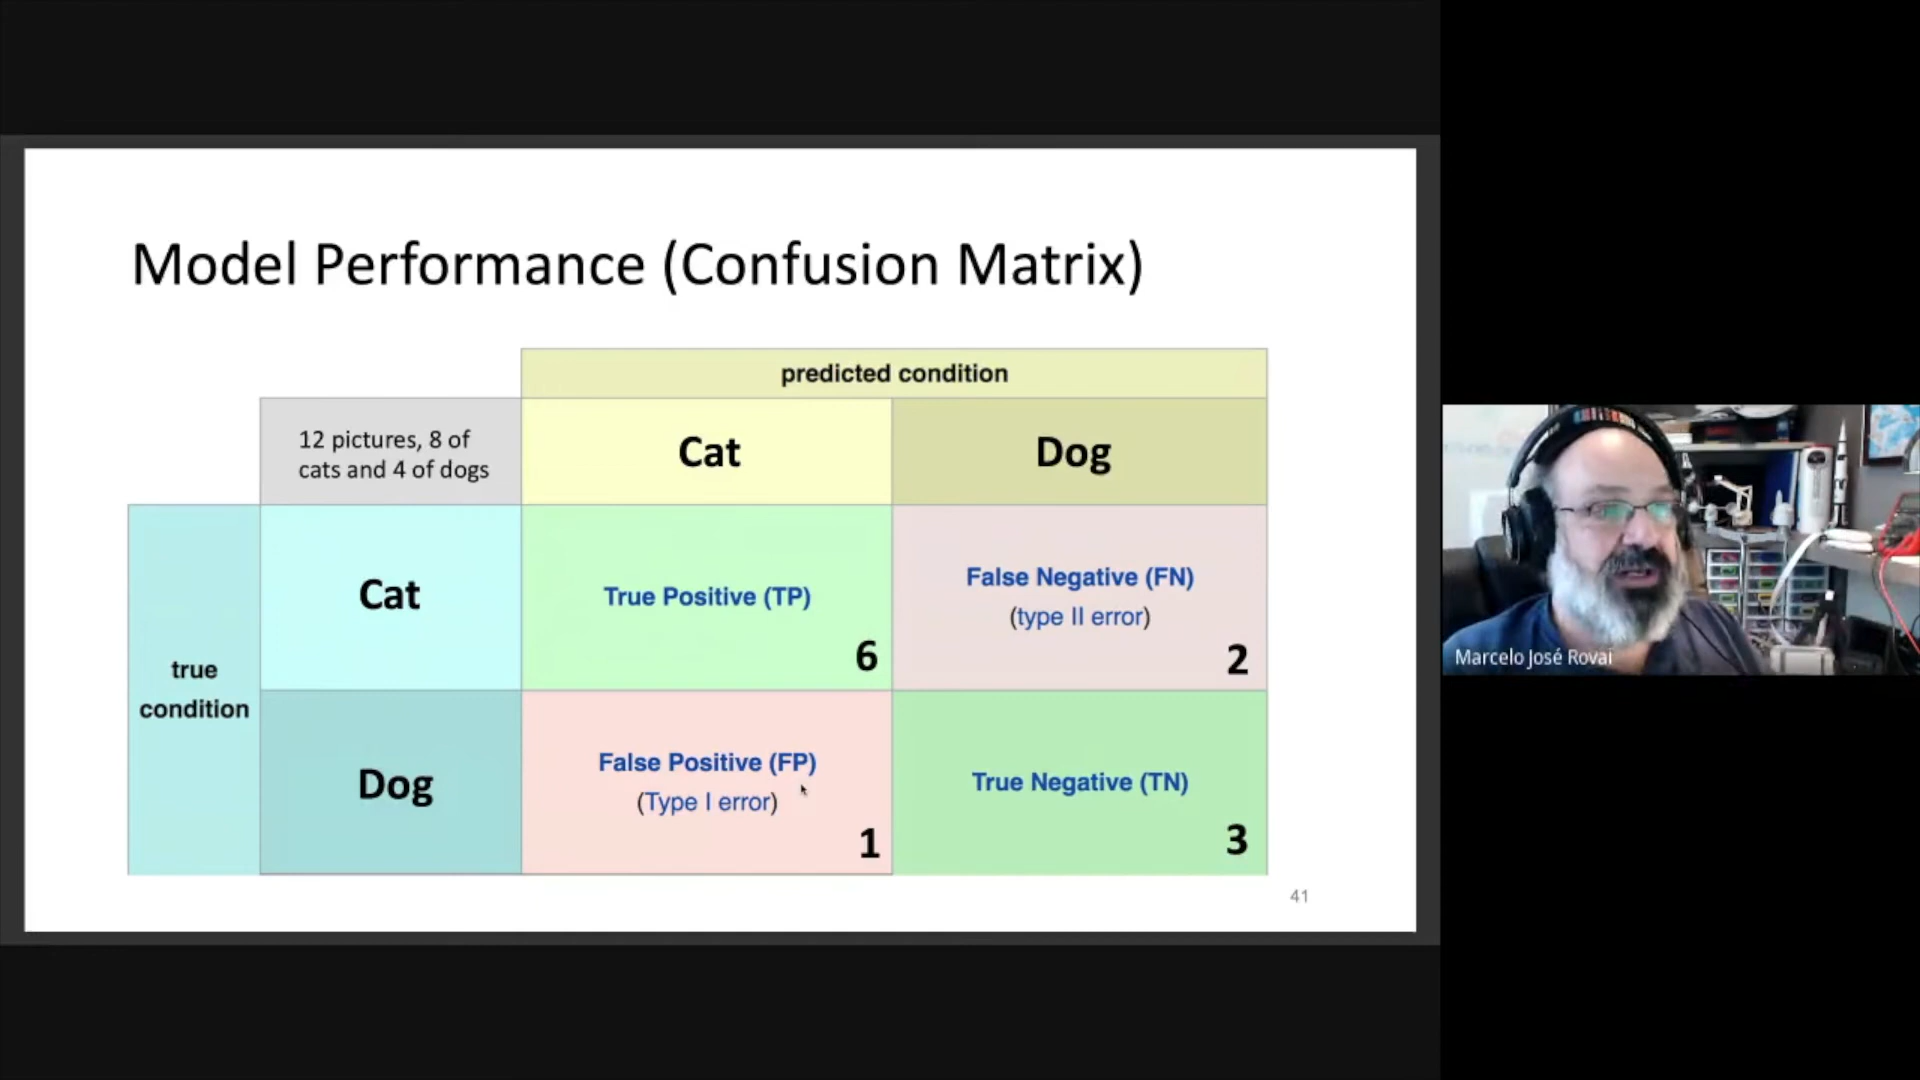 Model Performance (Confusion Matrix)
predicted condition
12 pictures, 8 of
cats and 4 of dogs
Cat
Dog
true
condition
Cat
True Positive (TP)
6
False Negative (FN)
(type II error)
2
Dog
False Positive (FP)
(Type I error)
1
True Negative (TN)
3
41
Marcelo José Rovai